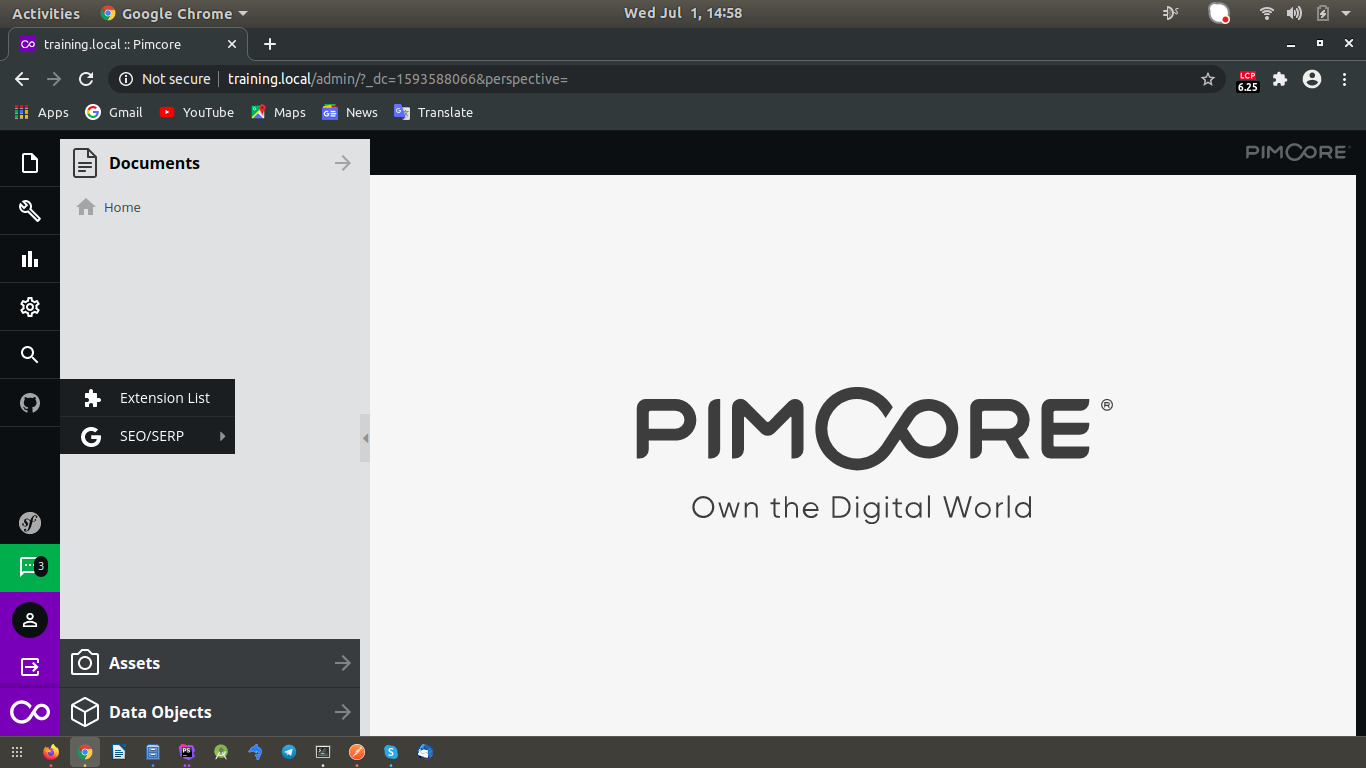 Activities Google Chrome Wed Jul 1, 14:58
training.local :: Pimcore
Not secure training.local/admin/?_dc=1593588066&perspective= LCP 6.25
Apps Gmail YouTube Maps News Translate
Documents PIMCORE
Home
Extension List
SEO/SERP
PIMCORE ®
Own the Digital World
sf
3
Assets
Data Objects